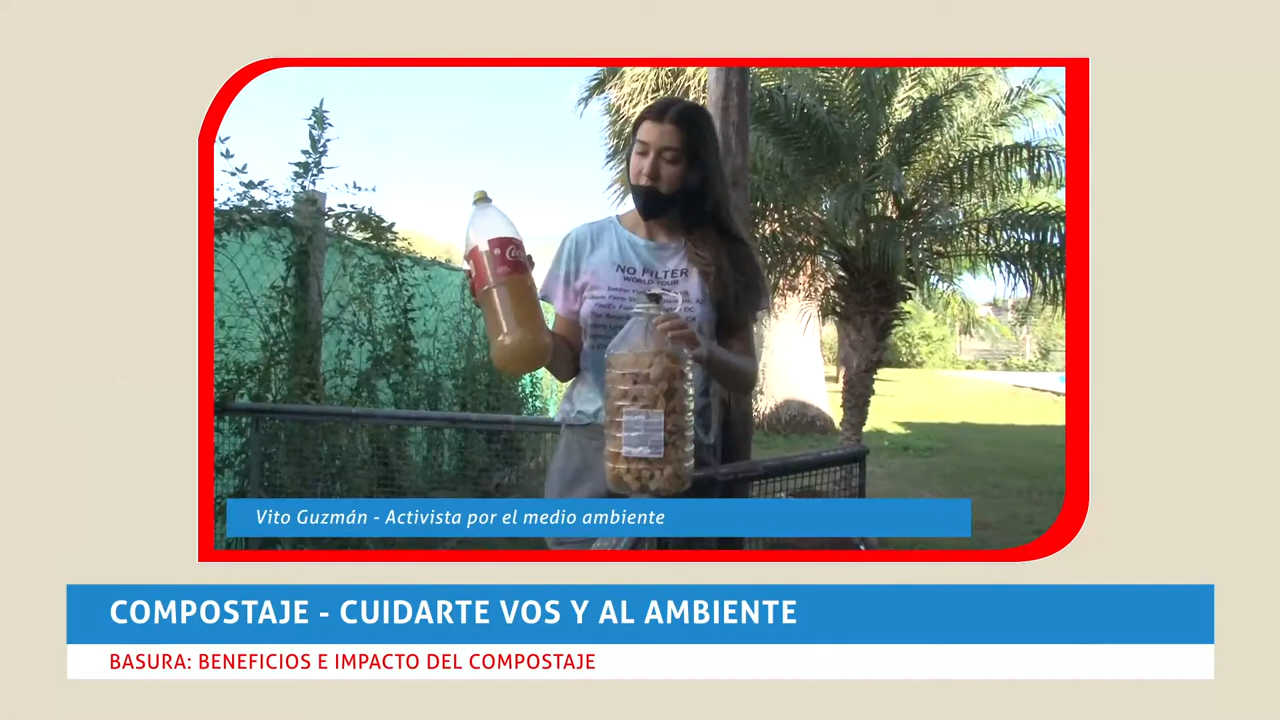 Coca
NO FILTER
WORLD TOUR
Vito Guzmán - Activista por el medio ambiente
COMPOSTAJE - CUIDARTE VOS Y AL AMBIENTE
BASURA: BENEFICIOS E IMPACTO DEL COMPOSTAJE